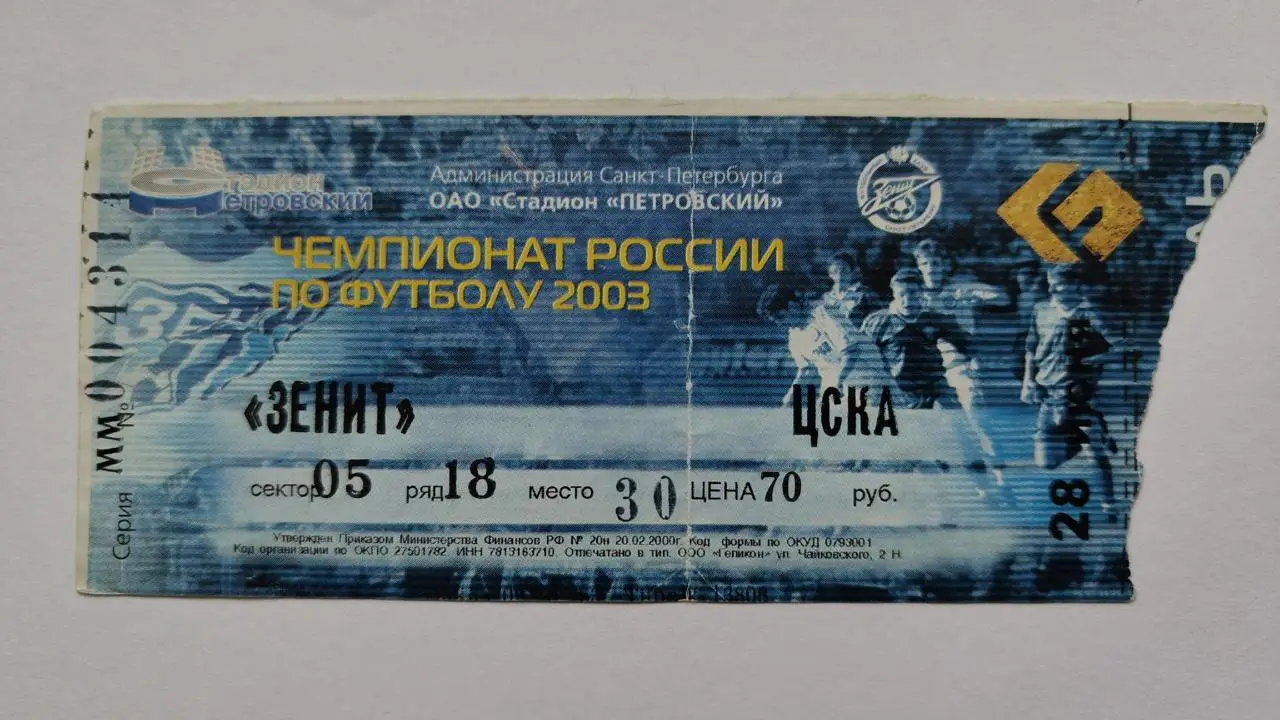 Стадион
Петровский
Администрация Санкт-Петербурга
ОАО «Стадион «ПЕТРОВСКИЙ»
Зенит
ЧЕМПИОНАТ РОССИИ
ПО ФУТБОЛУ 2003
«ЗЕНИТ» ЦСКА
сектор 05 ряд 18 место 30 ЦЕНА 70 руб.
Утвержден Приказом Министерства Финансов РФ № 20н 20.02.2000г. Код формы по ОКУД 0793001
Код организации по ОКПО 27501782 ИНН 7813163710. Отпечатано в тип. ООО «Геликон» ул. Чайковского, 2 Н.
Серия ММ № 004311
28 июня